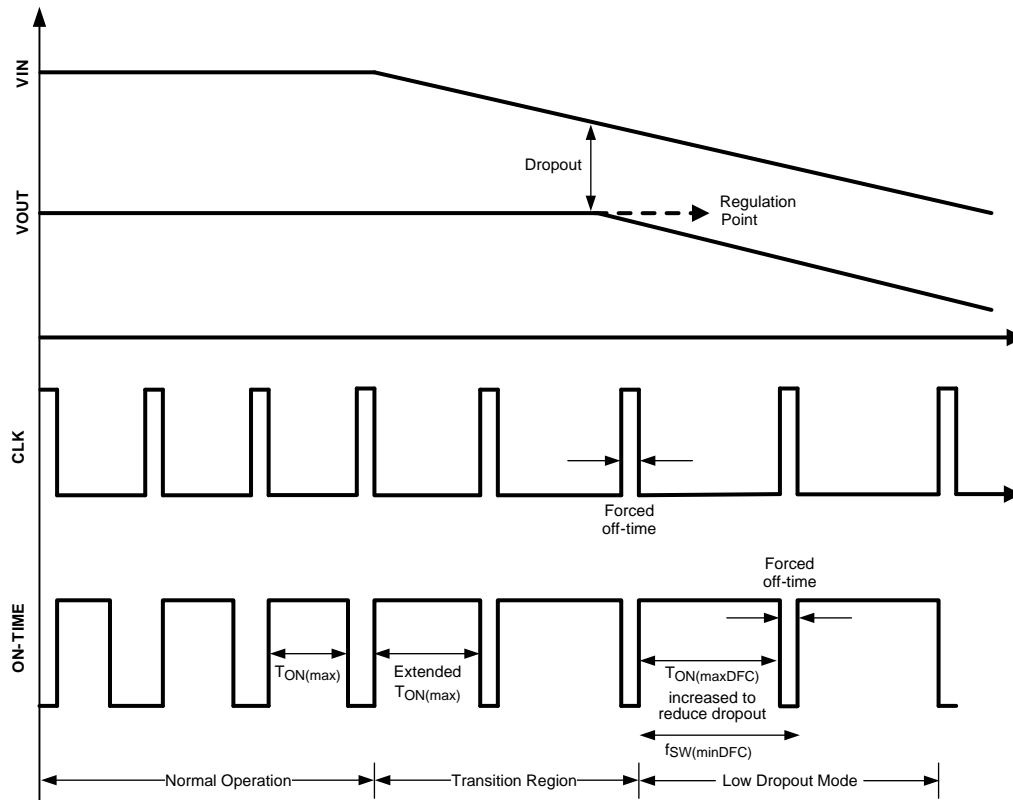 VIN
Dropout
VOUT
Regulation
Point
CLK
Forced
off-time
Forced
off-time
ON-TIME
TON(max)
Extended
TON(max)
TON(maxDFC)
increased to
reduce dropout
fSW(minDFC)
Normal Operation
Transition Region
Low Dropout Mode